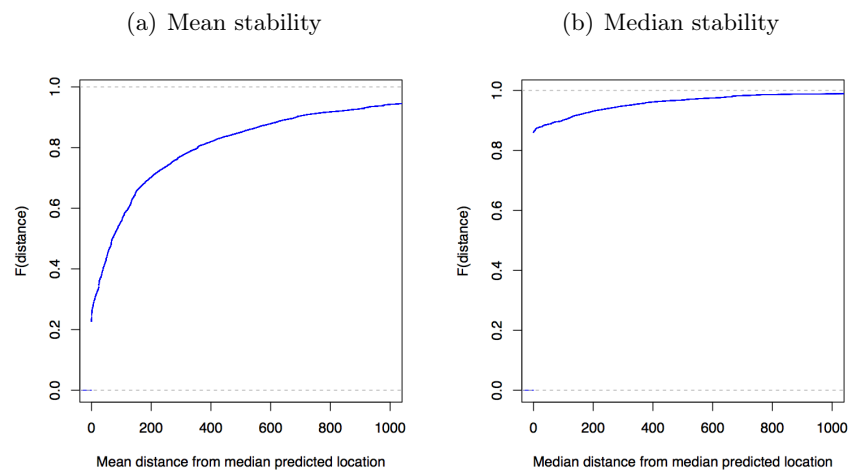 (a) Mean stability
F(distance)
1.0
0.8
0.6
0.4
0.2
0.0
0 200 400 600 800 1000
Mean distance from median predicted location
(b) Median stability
F(distance)
1.0
0.8
0.6
0.4
0.2
0.0
0 200 400 600 800 1000
Median distance from median predicted location